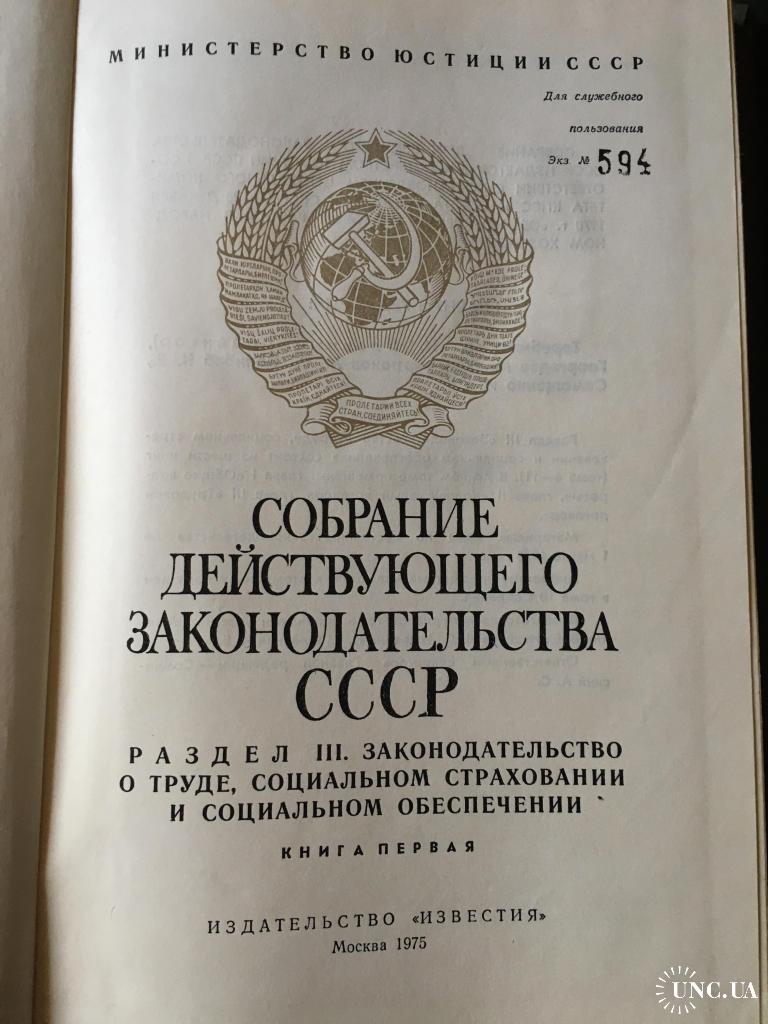 МИНИСТЕРСТВО ЮСТИЦИИ СССР
Для служебного
пользования
Экз. № 594
ПРОЛЕТАРИИ ВСЕХ
СТРАН, СОЕДИНЯЙТЕСЬ!
СОБРАНИЕ
ДЕЙСТВУЮЩЕГО
ЗАКОНОДАТЕЛЬСТВА
СССР
РАЗДЕЛ III. ЗАКОНОДАТЕЛЬСТВО
О ТРУДЕ, СОЦИАЛЬНОМ СТРАХОВАНИИ
И СОЦИАЛЬНОМ ОБЕСПЕЧЕНИИ
КНИГА ПЕРВАЯ
ИЗДАТЕЛЬСТВО «ИЗВЕСТИЯ»
Москва 1975
UNC.UA